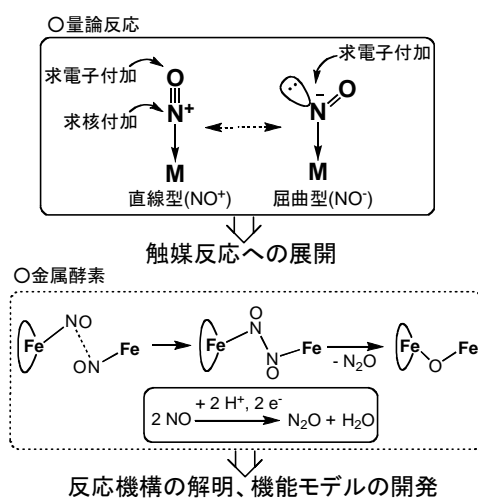 〇量論反応
求電子付加
求核付加
O
N+
M
直線型(NO+)
求電子付加
N-
O
M
屈曲型(NO-)
触媒反応への展開
〇金属酵素
Fe NO ON Fe
Fe N O N O Fe
- N2O
Fe O Fe
+ 2 H+, 2 e-
2 NO N2O + H2O
反応機構の解明、機能モデルの開発